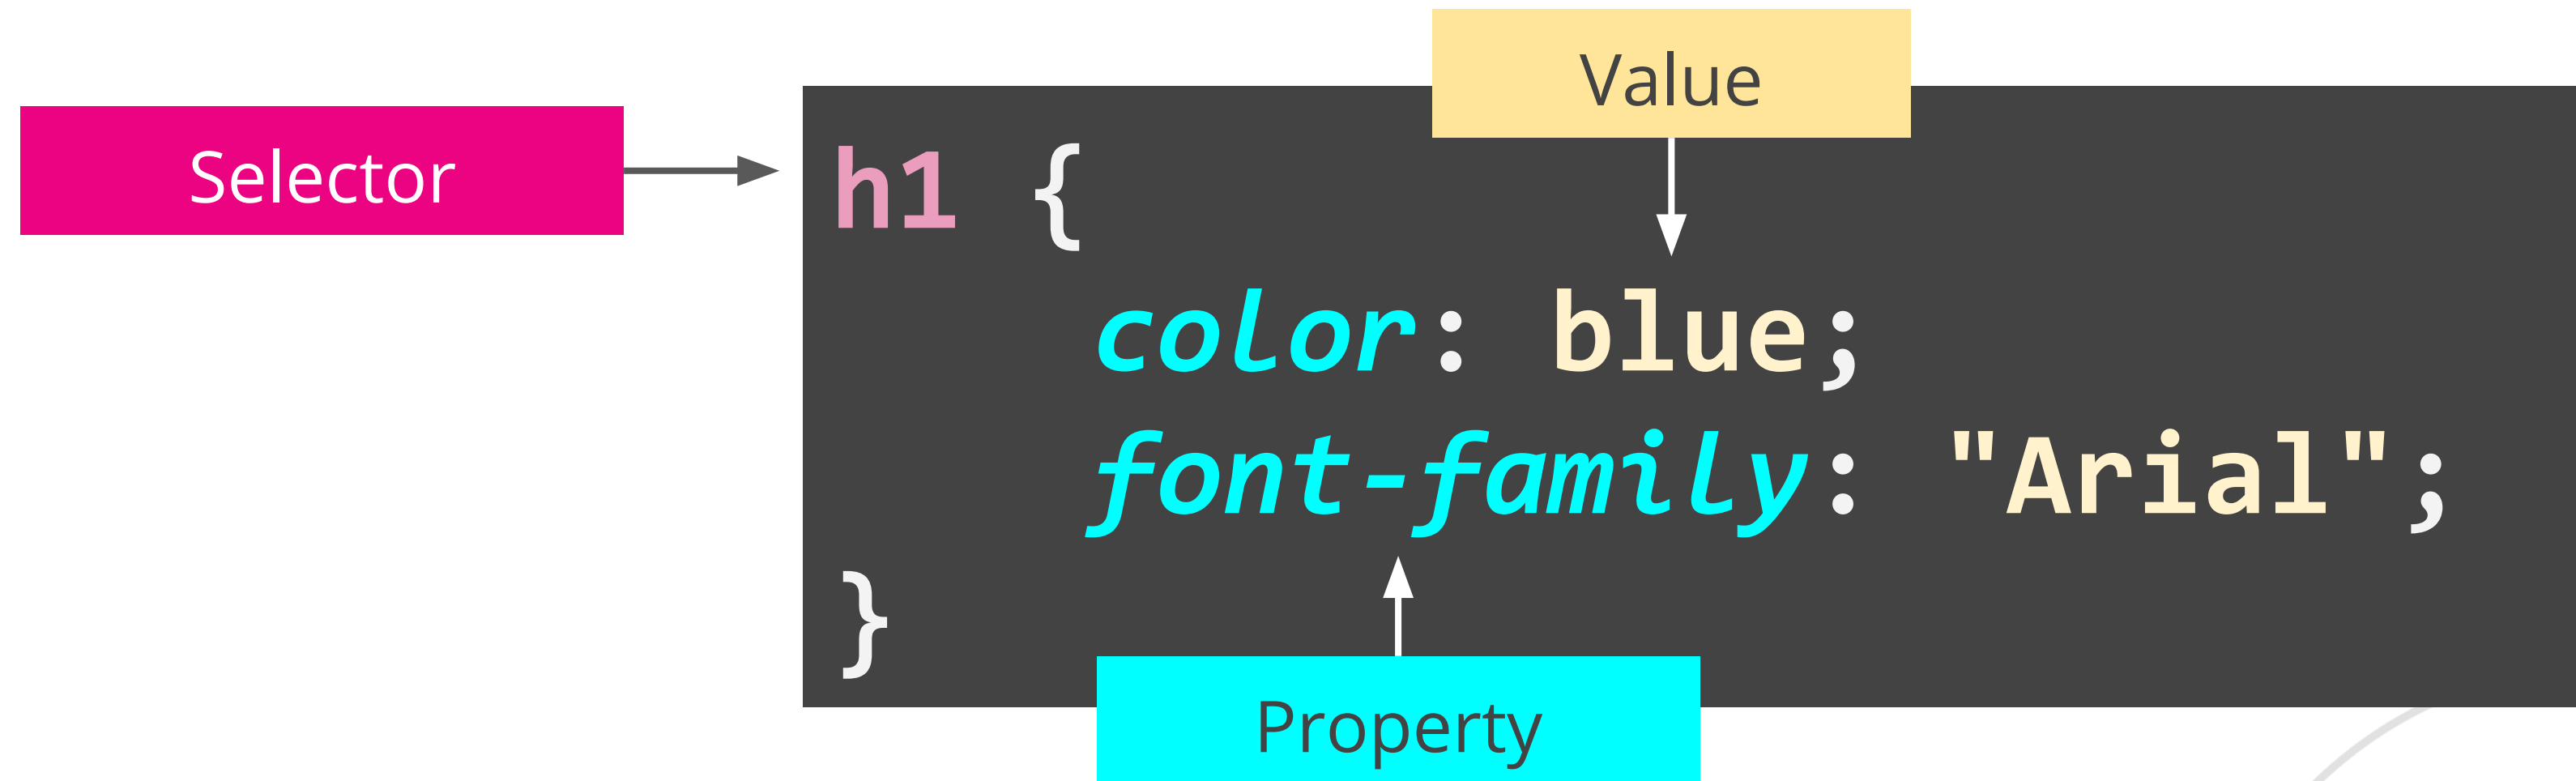 Value
Selector
h1 {
color: blue;
font-family: "Arial";
}
Property